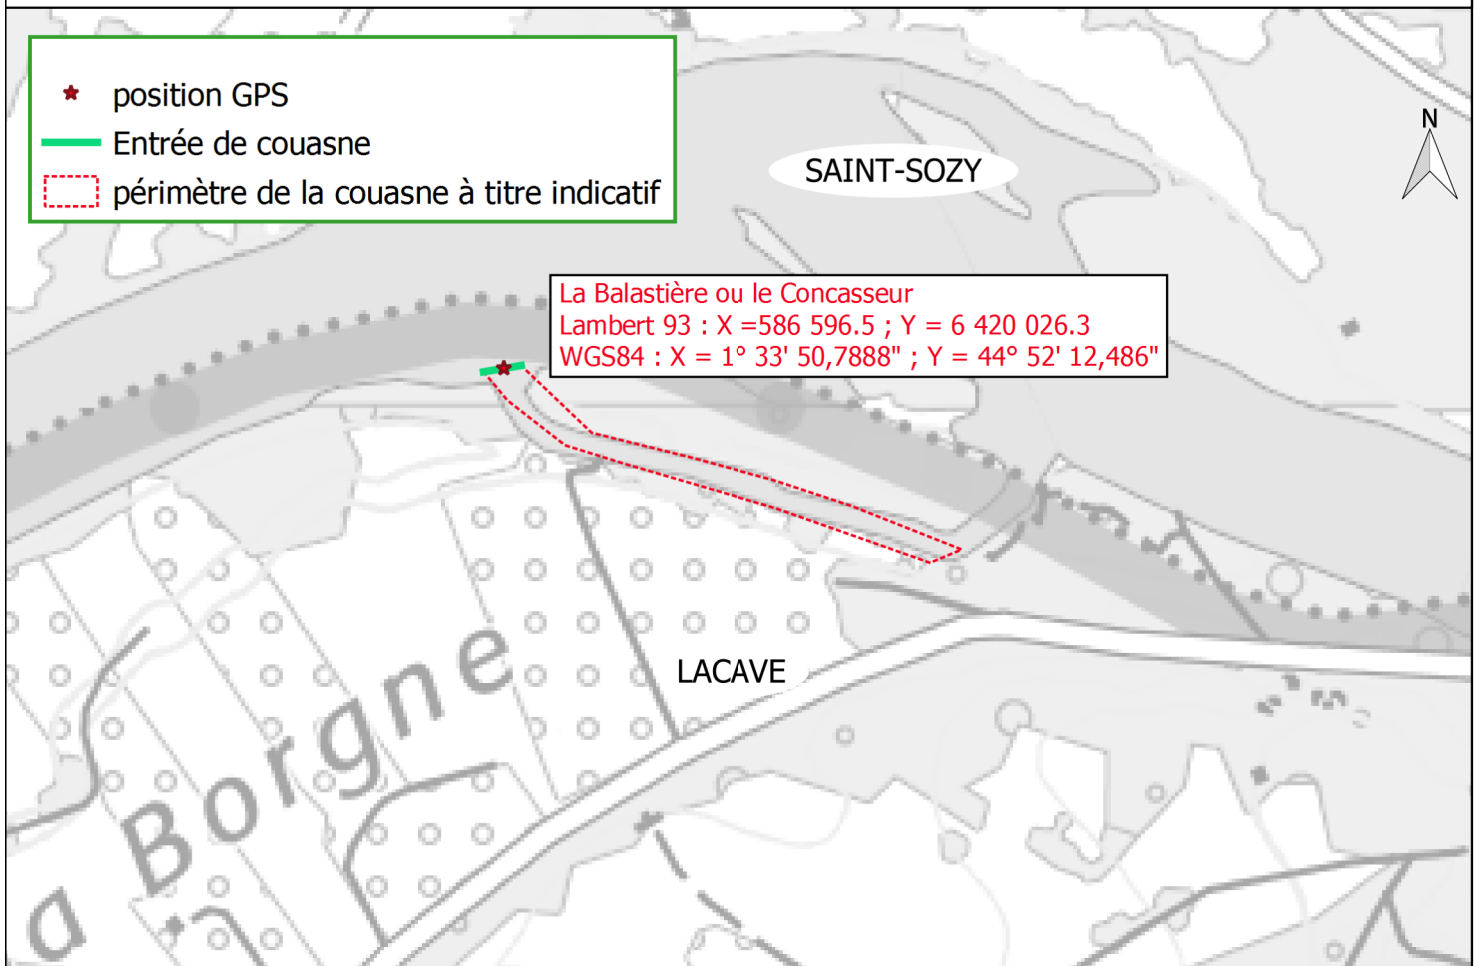 position GPS
Entrée de couasne
périmètre de la couasne à titre indicatif
N
SAINT-SOZY
La Balastière ou le Concasseur
Lambert 93 : X =586 596.5 ; Y = 6 420 026.3
WGS84 : X = 1° 33' 50,7888" ; Y = 44° 52' 12,486"
LACAVE
a Borgne